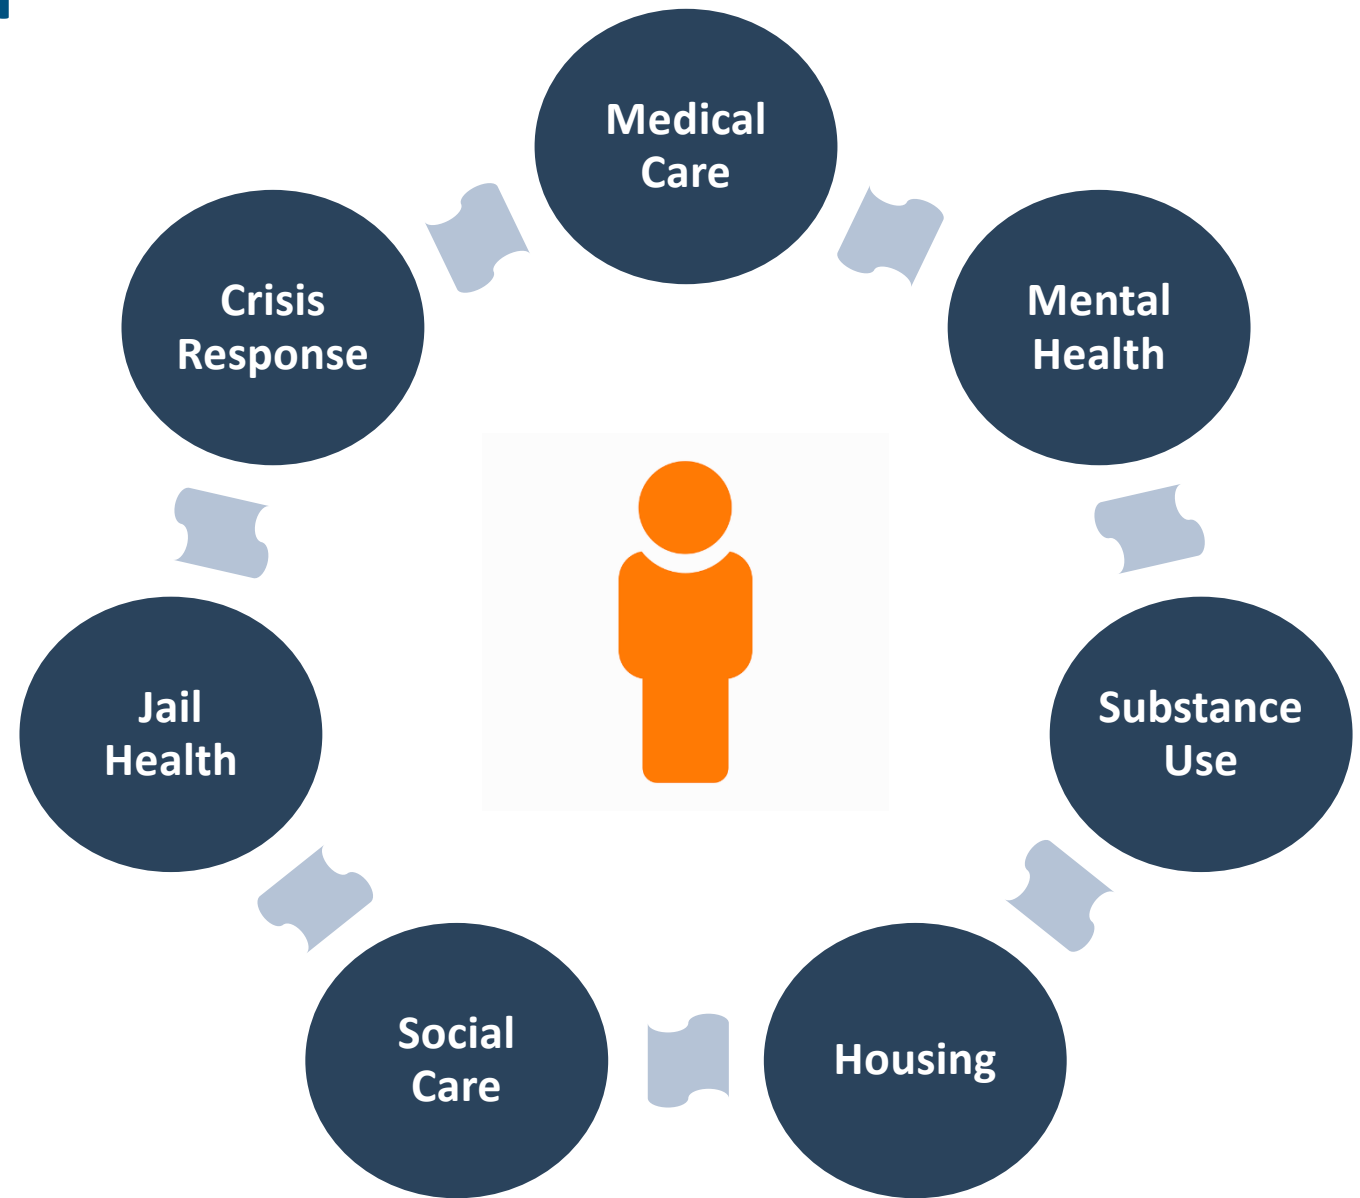 Medical
Care
Mental
Health
Substance
Use
Housing
Social
Care
Jail
Health
Crisis
Response